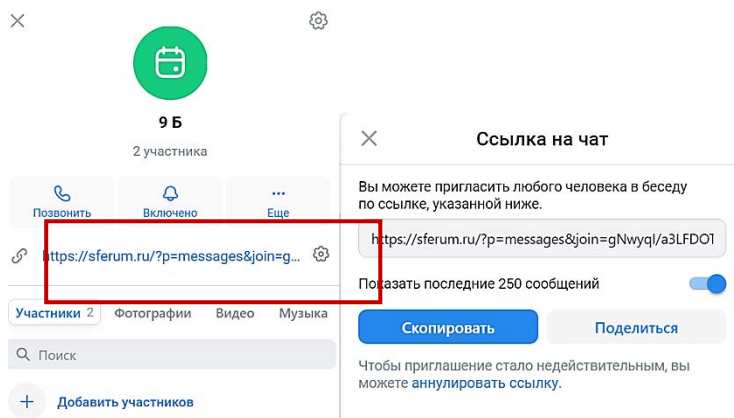 9 Б
2 участника
Позвонить
Включено
Еще
https://sferum.ru/?p=messages&join=g...
Участники 2
Фотографии
Видео
Музыка
Поиск
Добавить участников
Ссылка на чат
Вы можете пригласить любого человека в беседу
по ссылке, указанной ниже.
https://sferum.ru/?p=messages&join=gNwyqI/a3LFDOT
Показать последние 250 сообщений
Скопировать
Поделиться
Чтобы приглашение стало недействительным, вы
можете аннулировать ссылку.